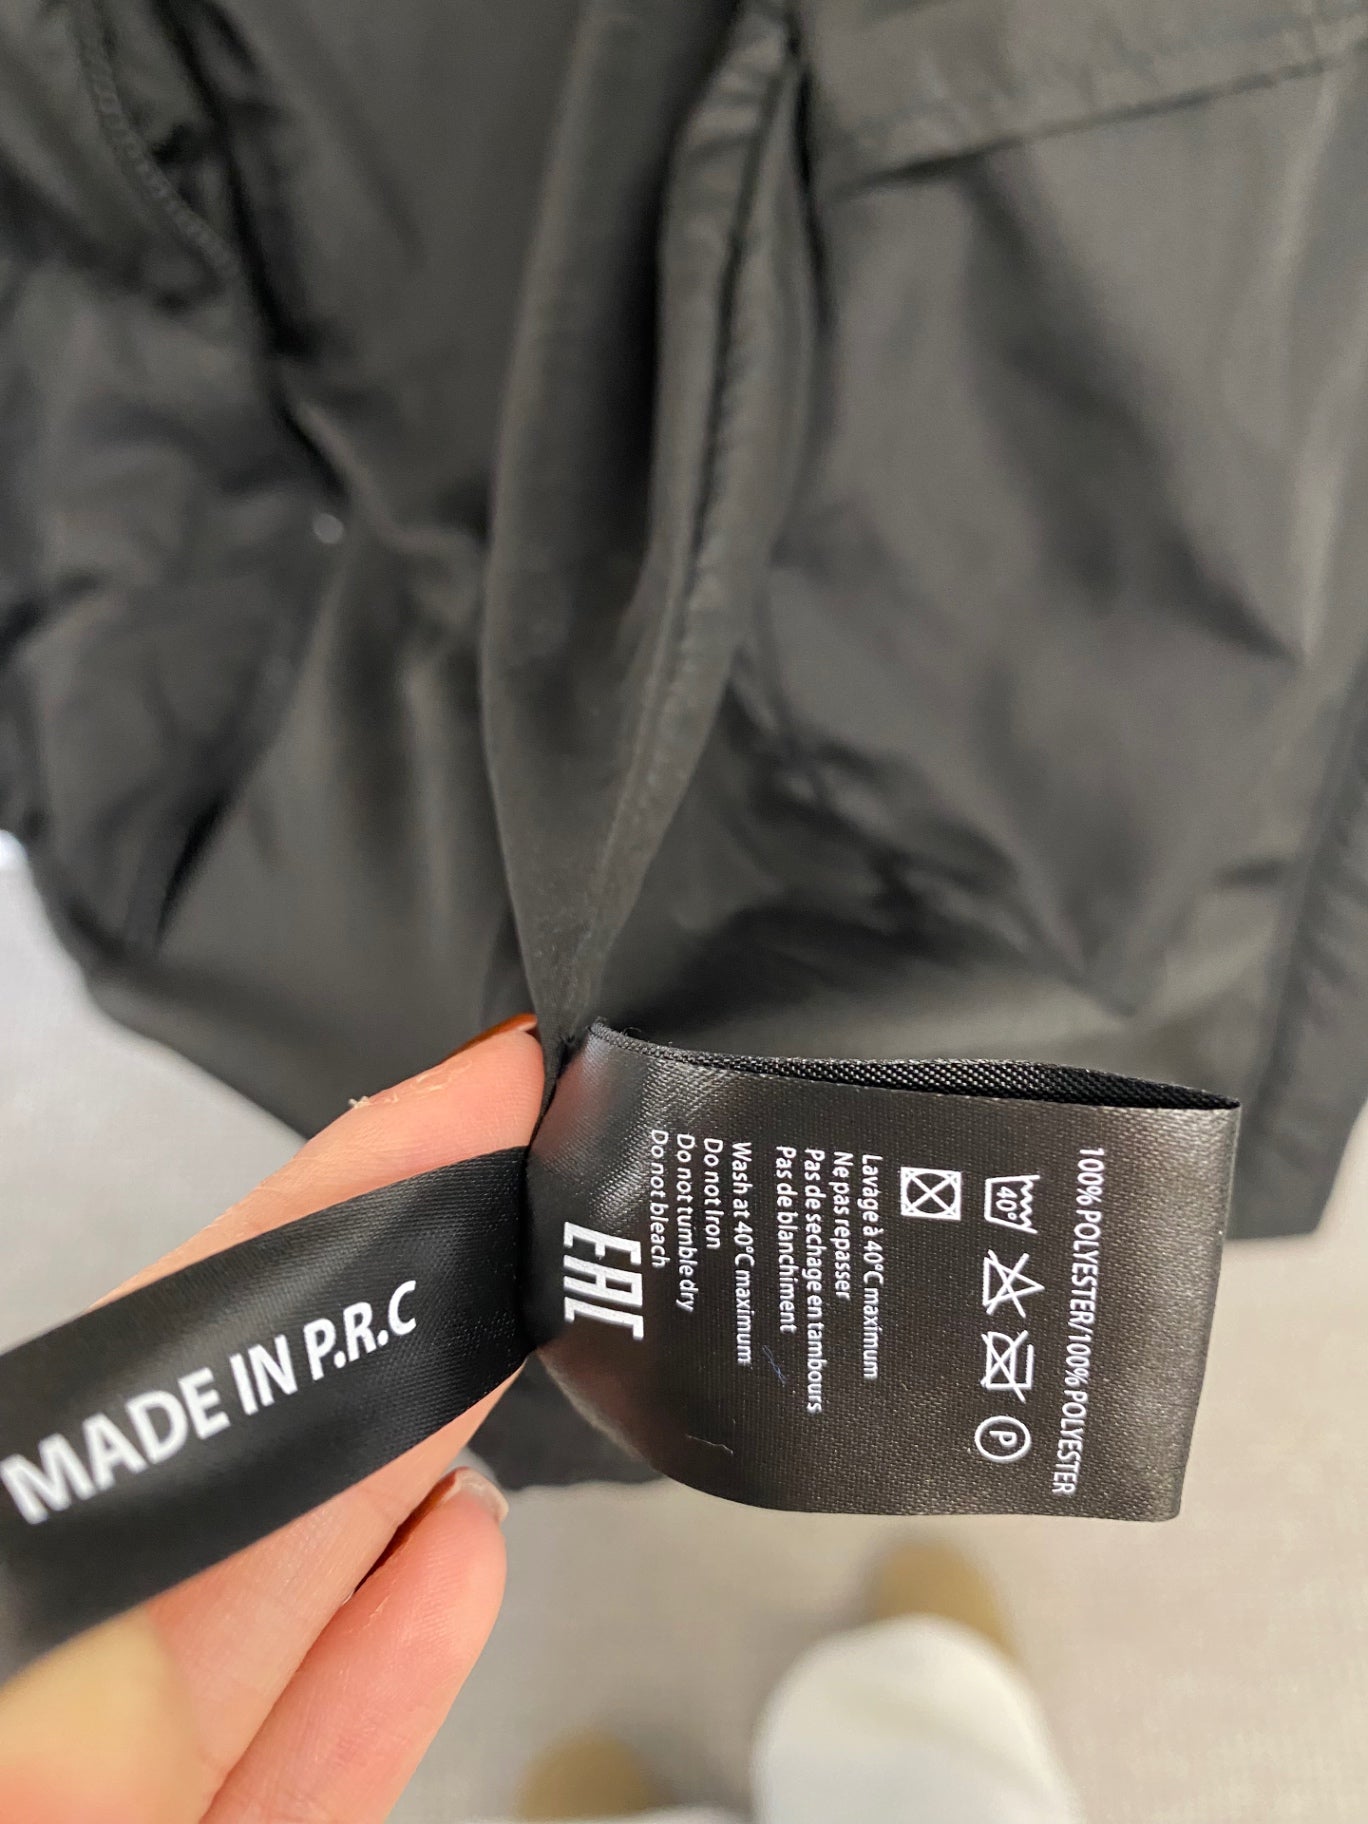 MADE IN P.R.C
100% POLYESTER/100% POLYESTER
40°
P
Lavage à 40°C maximum
Ne pas repasser
Pas de sechage en tambours
Pas de blanchiment
Wash at 40°C maximum
Do not Iron
Do not tumble dry
Do not bleach
EAC